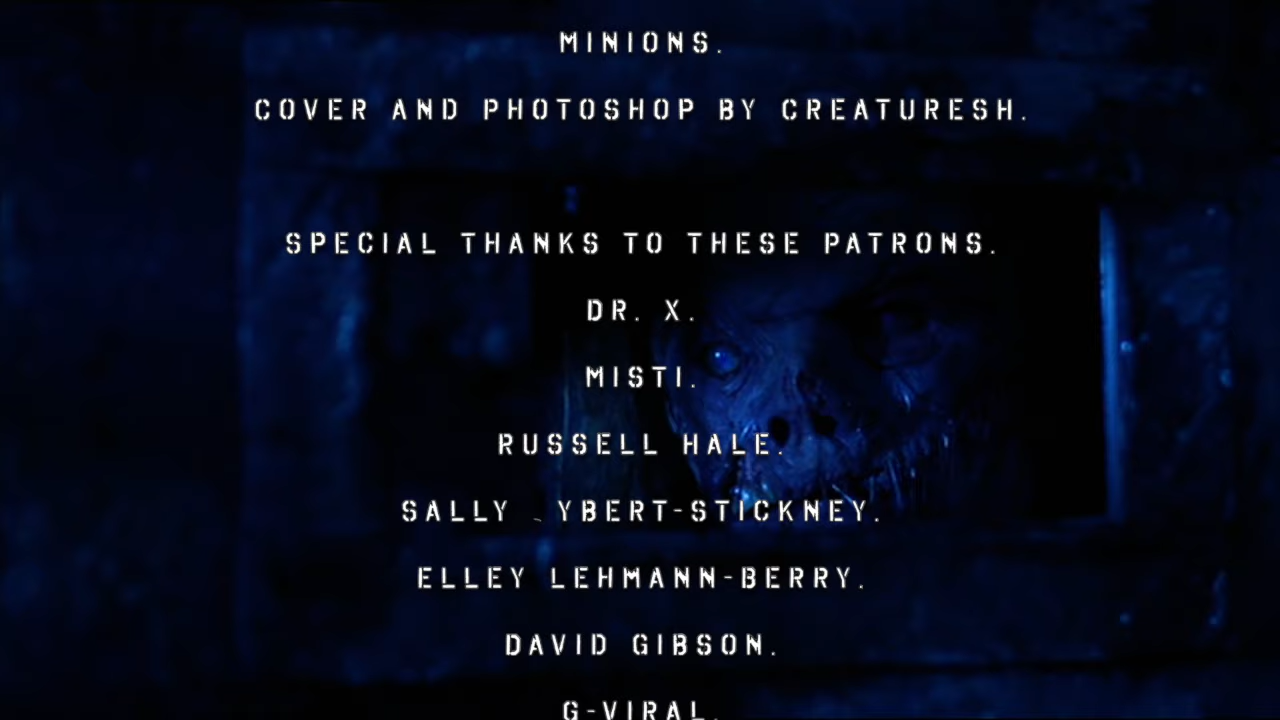 MINIONS.
COVER AND PHOTOSHOP BY CREATURESH.
SPECIAL THANKS TO THESE PATRONS.
DR. X.
MISTI.
RUSSELL HALE.
SALLY
ELLEY LEHMANN-BERRY.
DAVID GIBSON.
G-VIRAL.